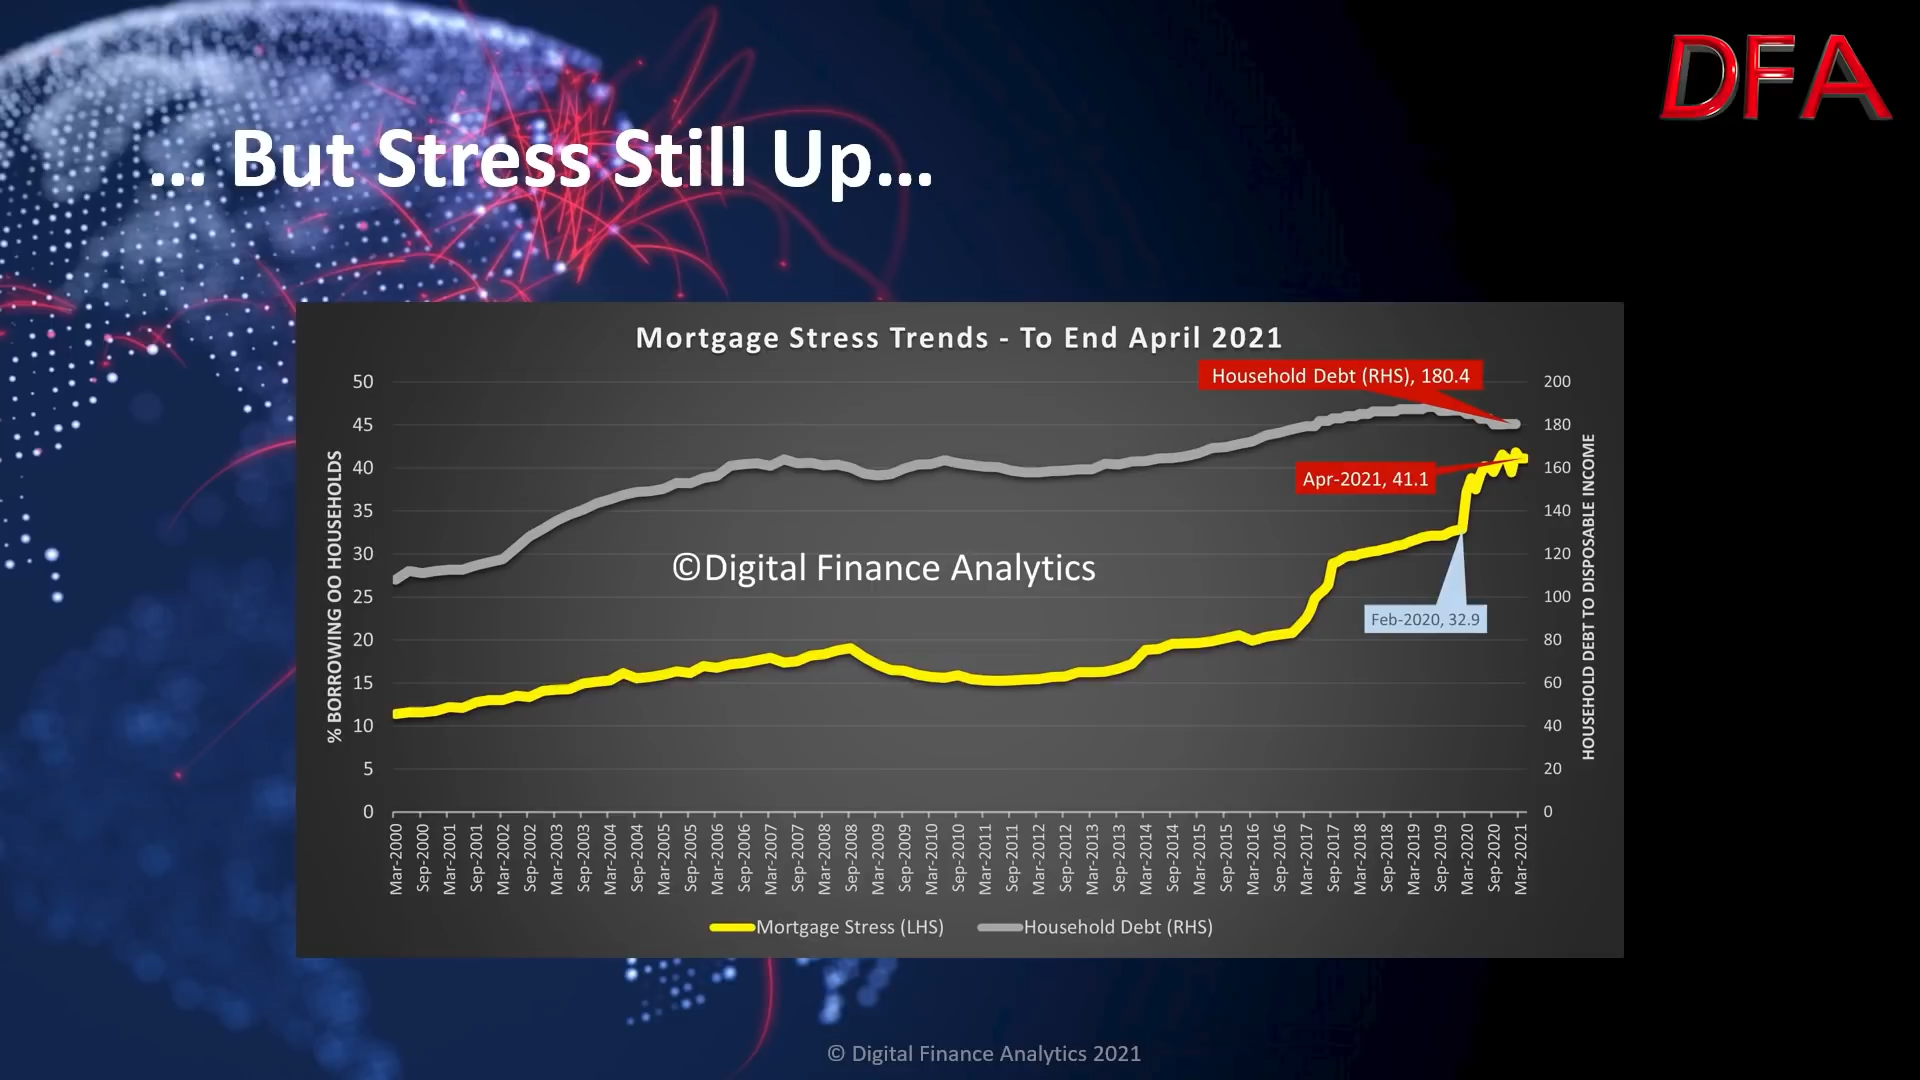 DFA
... But Stress Still Up...
Mortgage Stress Trends - To End April 2021
Household Debt (RHS), 180.4
Apr-2021, 41.1
Feb-2020, 32.9
©Digital Finance Analytics
% BORROWING OO HOUSEHOLDS
50
45
40
35
30
25
20
15
10
5
0
200
180
160
140
120
100
80
60
40
20
0
HOUSEHOLD DEBT TO DISPOSABLE INCOME
Mar-2000
Sep-2000
Mar-2001
Sep-2001
Mar-2002
Sep-2002
Mar-2003
Sep-2003
Mar-2004
Sep-2004
Mar-2005
Sep-2005
Mar-2006
Sep-2006
Mar-2007
Sep-2007
Mar-2008
Sep-2008
Mar-2009
Sep-2009
Mar-2010
Sep-2010
Mar-2011
Sep-2011
Mar-2012
Sep-2012
Mar-2013
Sep-2013
Mar-2014
Sep-2014
Mar-2015
Sep-2015
Mar-2016
Sep-2016
Mar-2017
Sep-2017
Mar-2018
Sep-2018
Mar-2019
Sep-2019
Mar-2020
Sep-2020
Mar-2021
Mortgage Stress (LHS)
Household Debt (RHS)
© Digital Finance Analytics 2021